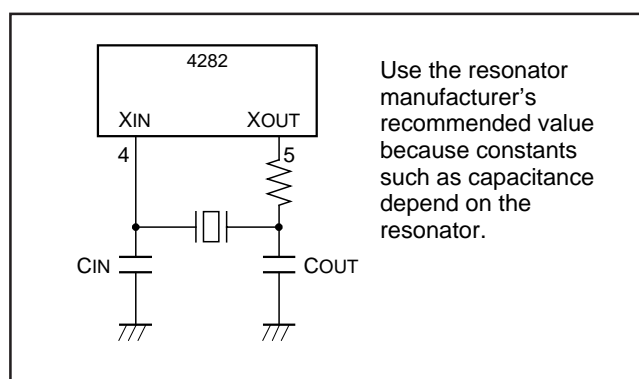 4282
XIN
XOUT
4
5
CIN
COUT
Use the resonator
manufacturer's
recommended value
because constants
such as capacitance
depend on the
resonator.